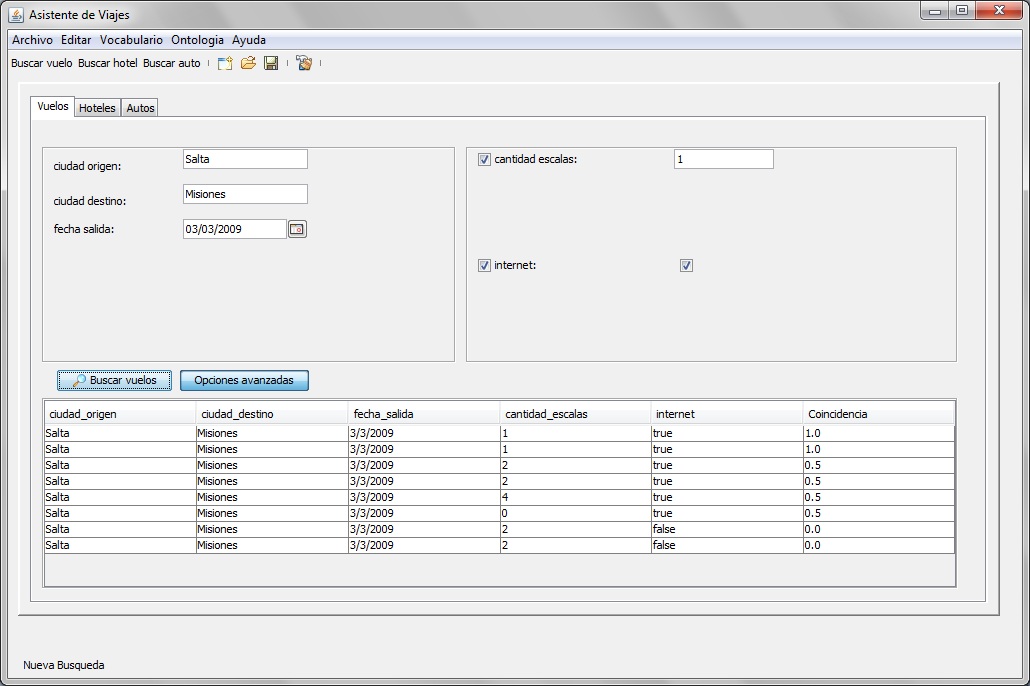 Asistente de Viajes
Archivo Editar Vocabulario Ontologia Ayuda
Buscar vuelo Buscar hotel Buscar auto
Vuelos Hoteles Autos
ciudad origen: Salta
ciudad destino: Misiones
fecha salida: 03/03/2009
cantidad escalas: 1
internet:
Buscar vuelos Opciones avanzadas
ciudad_origen ciudad_destino fecha_salida cantidad_escalas internet Coincidencia
Salta Misiones 3/3/2009 1 true 1.0
Salta Misiones 3/3/2009 1 true 1.0
Salta Misiones 3/3/2009 2 true 0.5
Salta Misiones 3/3/2009 2 true 0.5
Salta Misiones 3/3/2009 4 true 0.5
Salta Misiones 3/3/2009 0 true 0.5
Salta Misiones 3/3/2009 2 false 0.0
Salta Misiones 3/3/2009 2 false 0.0
Nueva Busqueda